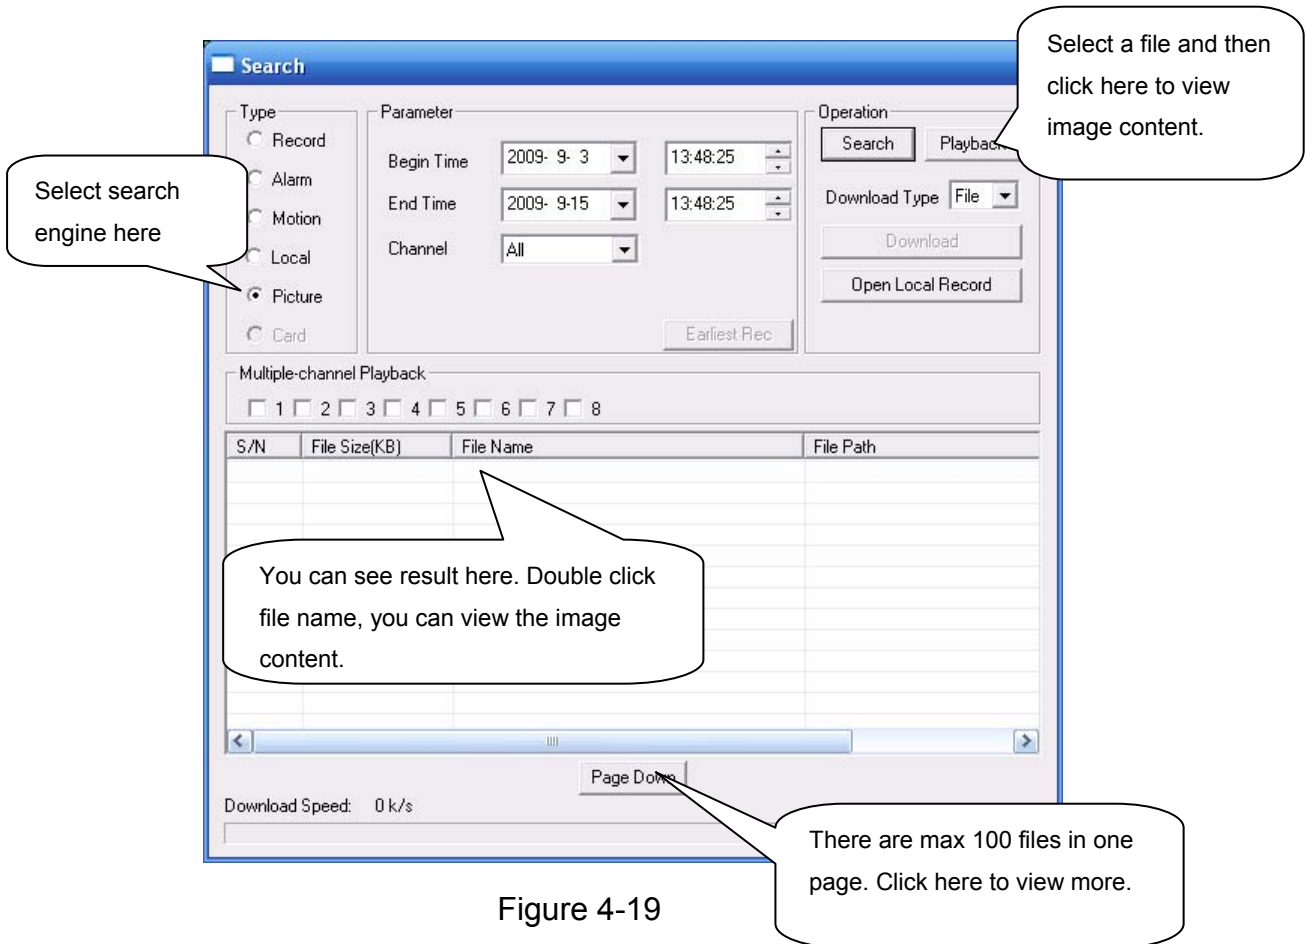 Select a file and then
click here to view
image content.
Search
Type
Parameter
Operation
Record
Alarm
Motion
Local
Picture
Card
Select search
engine here
Begin Time 2009- 9- 3 13:48:25
End Time 2009- 9-15 13:48:25
Channel All
Earliest Rec
Search Playback
Download Type File
Download
Open Local Record
Multiple-channel Playback
1 2 3 4 5 6 7 8
S/N File Size(KB) File Name File Path
You can see result here. Double click
file name, you can view the image
content.
Page Down
Download Speed: 0 k/s
There are max 100 files in one
page. Click here to view more.
Figure 4-19